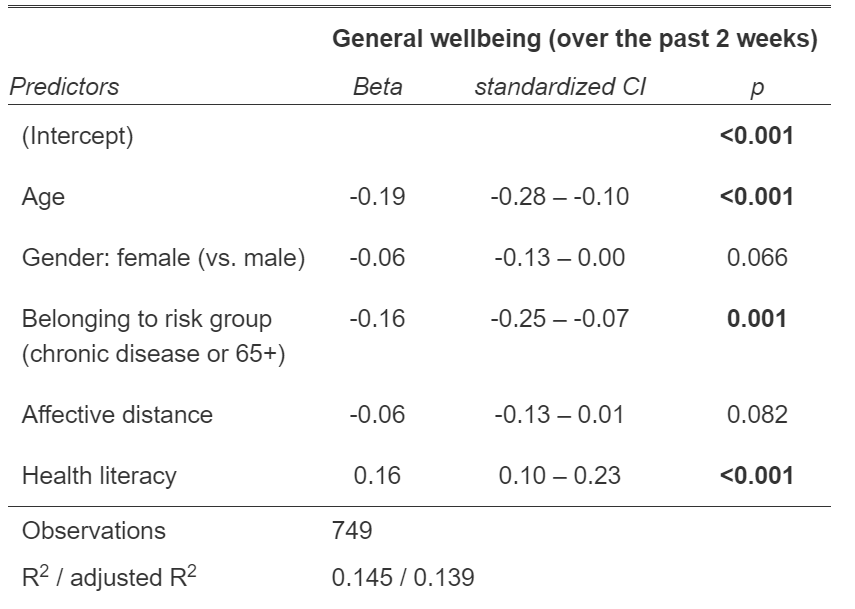 General wellbeing (over the past 2 weeks)
Predictors Beta standardized CI p
(Intercept) <0.001
Age -0.19 -0.28 – -0.10 <0.001
Gender: female (vs. male) -0.06 -0.13 – 0.00 0.066
Belonging to risk group -0.16 -0.25 – -0.07 0.001
(chronic disease or 65+)
Affective distance -0.06 -0.13 – 0.01 0.082
Health literacy 0.16 0.10 – 0.23 <0.001
Observations 749
R² / adjusted R² 0.145 / 0.139